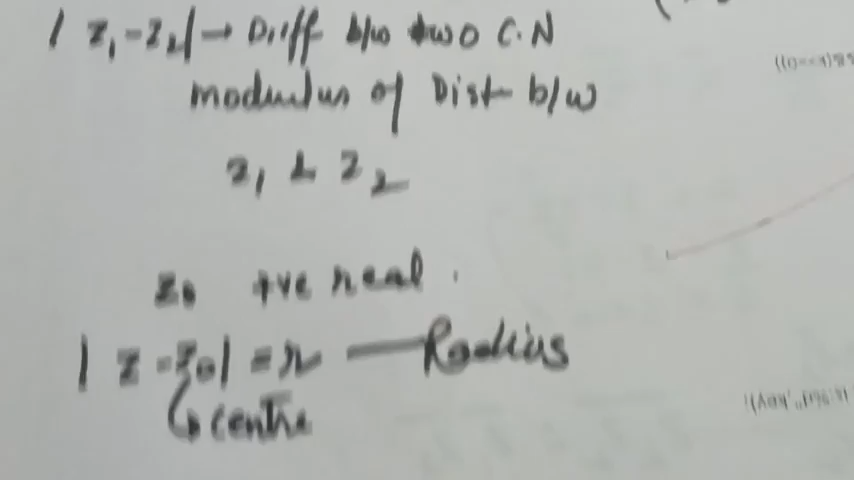 | z₁-z₂| → Diff b/w two C.N
modulus of Dist b/w
z₁ & z₂
z₀ +ve real.
| z -z₀| = r — Radius
↳ centre